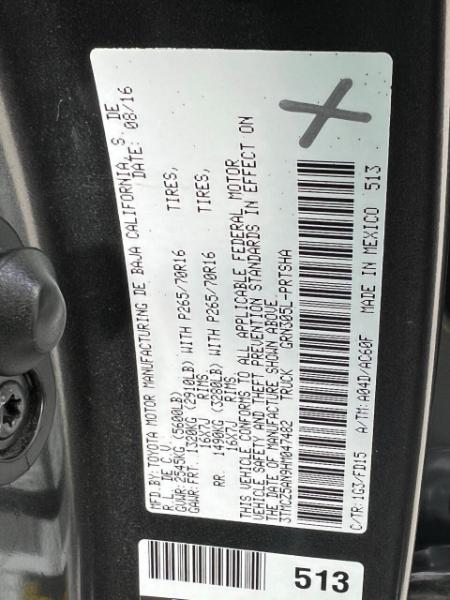 MFD. BY: TOYOTA MOTOR MANUFACTURING DE BAJA CALIFORNIA, S. DE
R.L. DE C.V. DATE: 08/16
GVWR: 2545KG (5600LB)
GAWR: FRT. 1320KG (2910LB) WITH P265/70R16 TIRES,
16X7J RIMS
RR. 1490KG (3280LB) WITH P265/70R16 TIRES,
16X7J RIMS
THIS VEHICLE CONFORMS TO ALL APPLICABLE FEDERAL MOTOR
VEHICLE SAFETY AND THEFT PREVENTION STANDARDS IN EFFECT ON
THE DATE OF MANUFACTURE SHOWN ABOVE.
3TMCZ5AN9HM047482 TRUCK GRN305L-PRTSHA
C/TR: 1G3/FD15 A/TM: A04D/AC60F MADE IN MEXICO 513
513